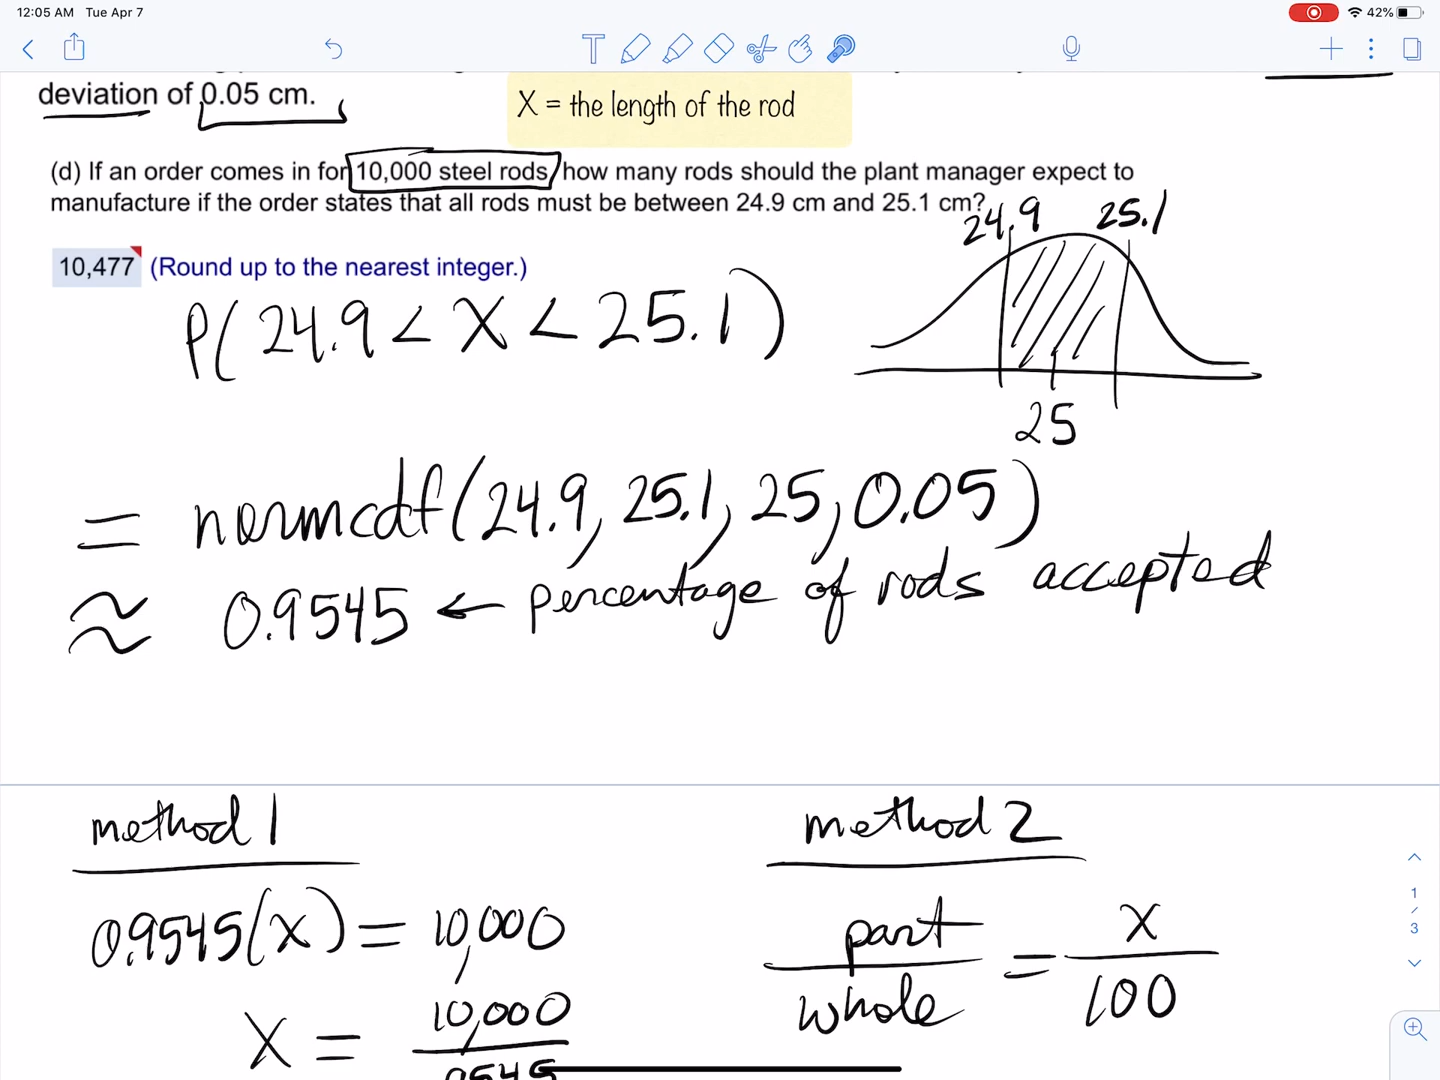 12:05 AM Tue Apr 7
42%
deviation of 0.05 cm.
X = the length of the rod
(d) If an order comes in for 10,000 steel rods, how many rods should the plant manager expect to
manufacture if the order states that all rods must be between 24.9 cm and 25.1 cm?
24.9 25.1
10,477 (Round up to the nearest integer.)
P(24.9 < X < 25.1)
25
= normcdf(24.9, 25.1, 25, 0.05)
≈ 0.9545 ← percentage of rods accepted
method 1
0.9545(x) = 10,000
X = 10,000
.9545
method 2
part = x
whole 100
1
/
3